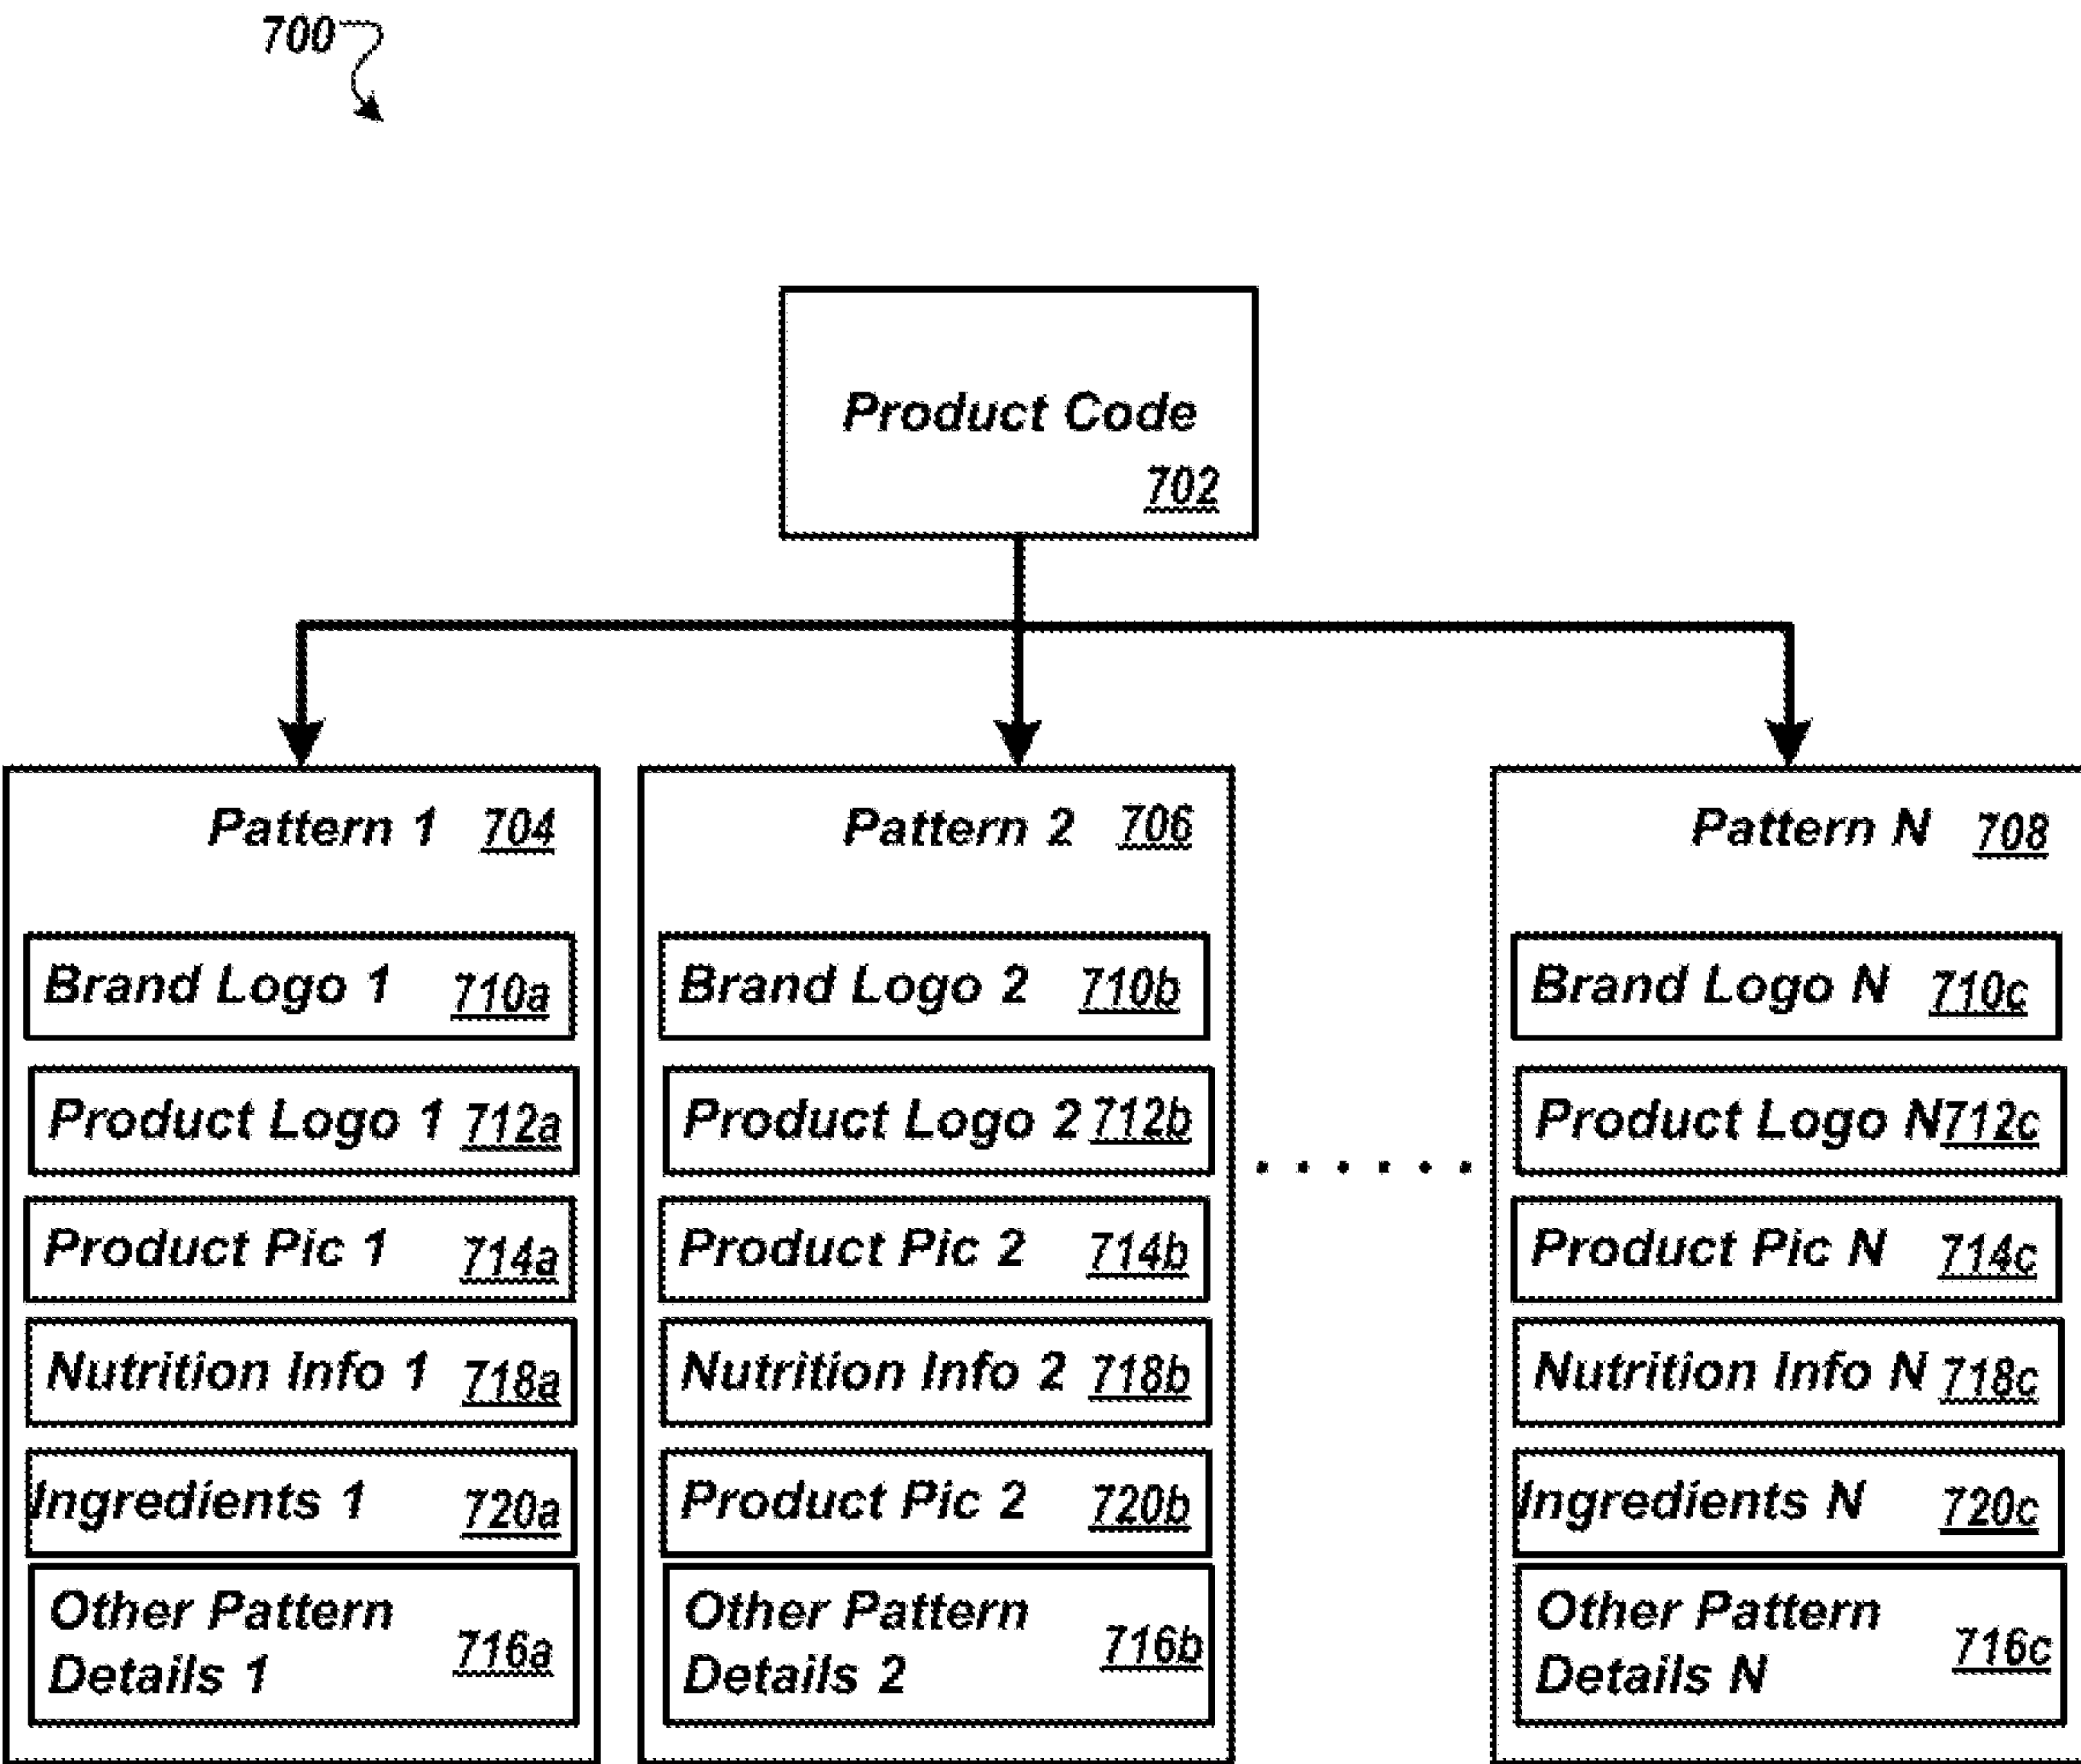 700
Product Code
702
Pattern 1 704
Brand Logo 1 710a
Product Logo 1 712a
Product Pic 1 714a
Nutrition Info 1 718a
Ingredients 1 720a
Other Pattern
Details 1 716a
Pattern 2 706
Brand Logo 2 710b
Product Logo 2 712b
Product Pic 2 714b
Nutrition Info 2 718b
Product Pic 2 720b
Other Pattern
Details 2 716b
. . . . . .
Pattern N 708
Brand Logo N 710c
Product Logo N 712c
Product Pic N 714c
Nutrition Info N 718c
Ingredients N 720c
Other Pattern
Details N 716c